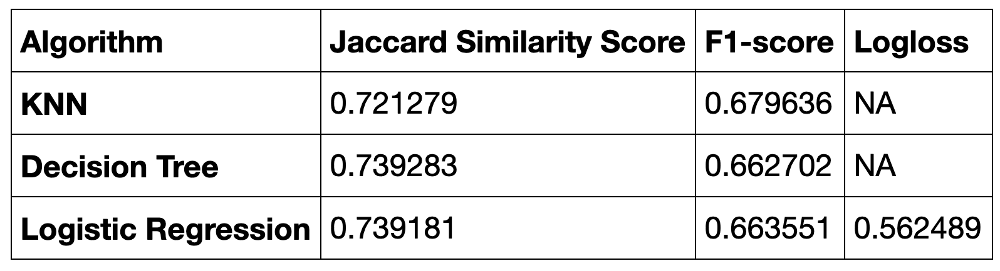 Algorithm Jaccard Similarity Score F1-score Logloss
KNN 0.721279 0.679636 NA
Decision Tree 0.739283 0.662702 NA
Logistic Regression 0.739181 0.663551 0.562489